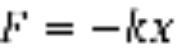 F = −kx